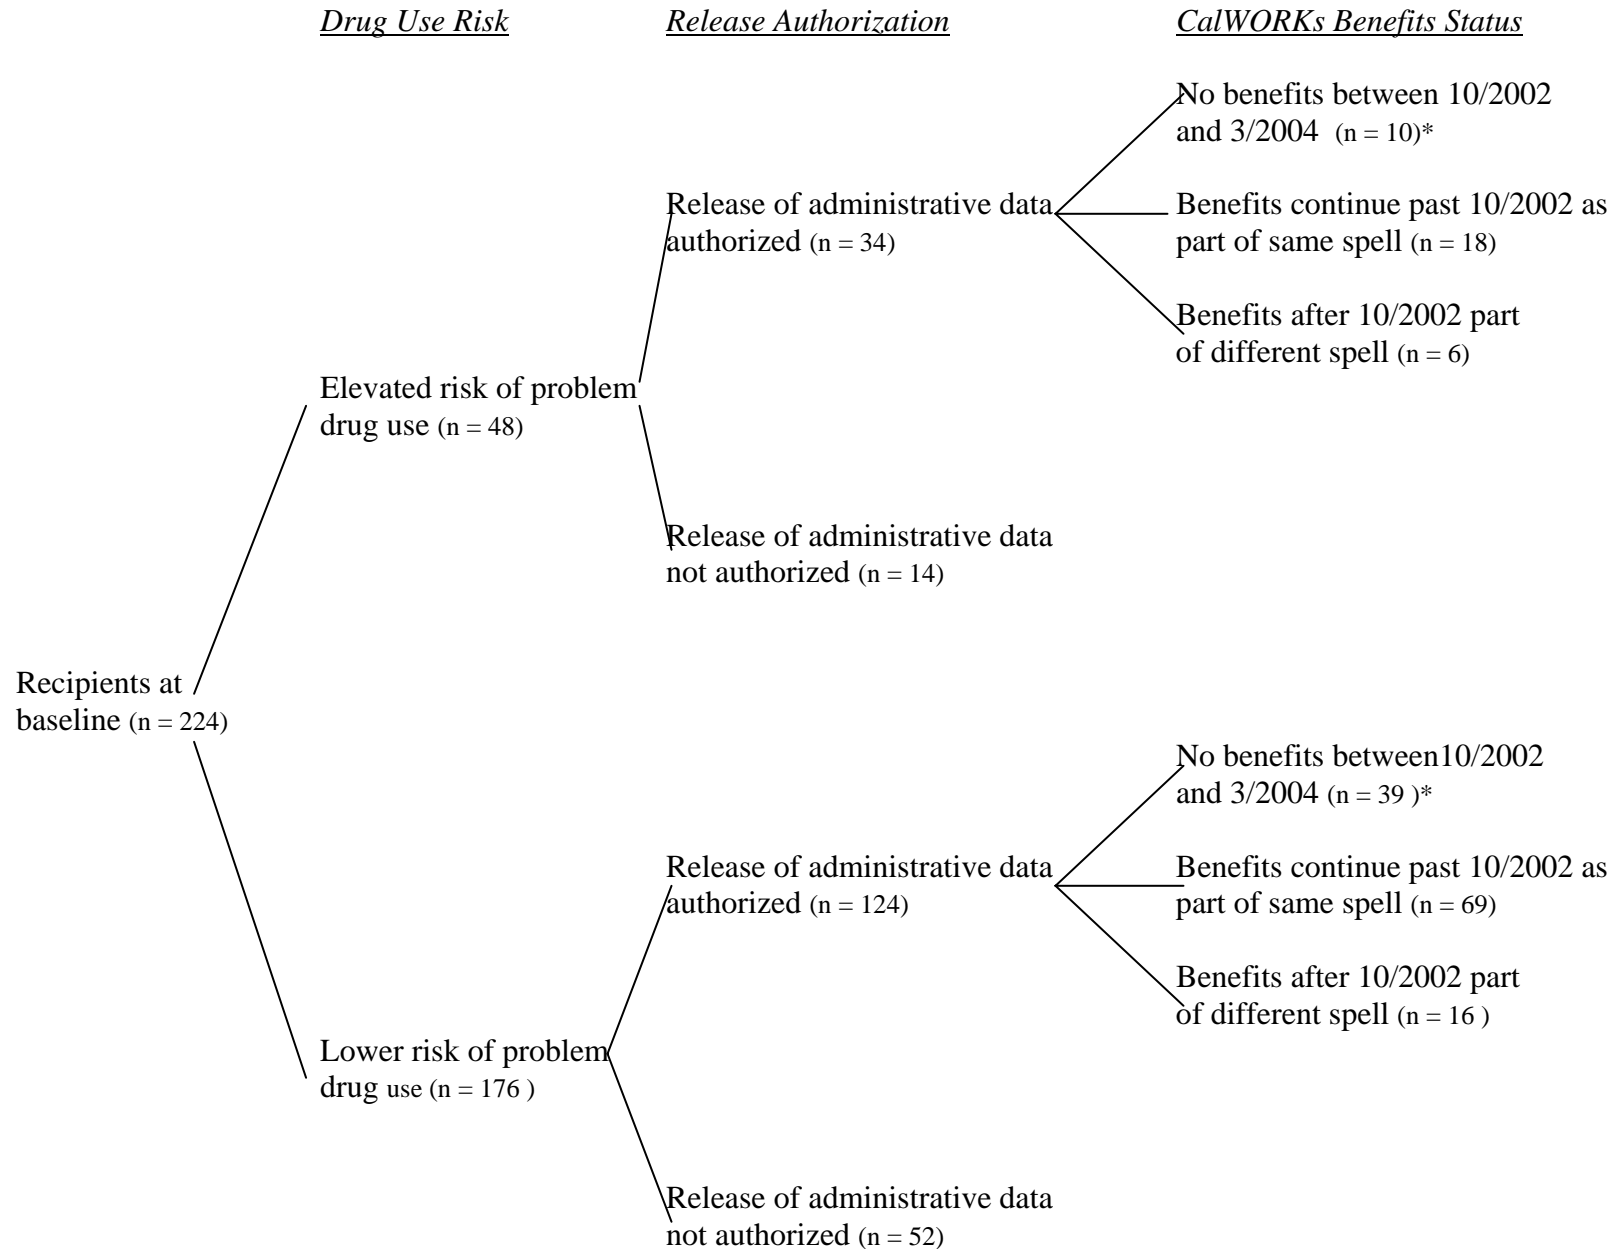 Drug Use Risk Release Authorization CalWORKs Benefits Status
No benefits between 10/2002
and 3/2004 (n = 10)*
Release of administrative data
authorized (n = 34)
Benefits continue past 10/2002 as
part of same spell (n = 18)
Benefits after 10/2002 part
of different spell (n = 6)
Elevated risk of problem
drug use (n = 48)
Release of administrative data
not authorized (n = 14)
Recipients at
baseline (n = 224)
No benefits between10/2002
and 3/2004 (n = 39 )*
Release of administrative data
authorized (n = 124)
Benefits continue past 10/2002 as
part of same spell (n = 69)
Benefits after 10/2002 part
of different spell (n = 16 )
Lower risk of problem
drug use (n = 176 )
Release of administrative data
not authorized (n = 52)